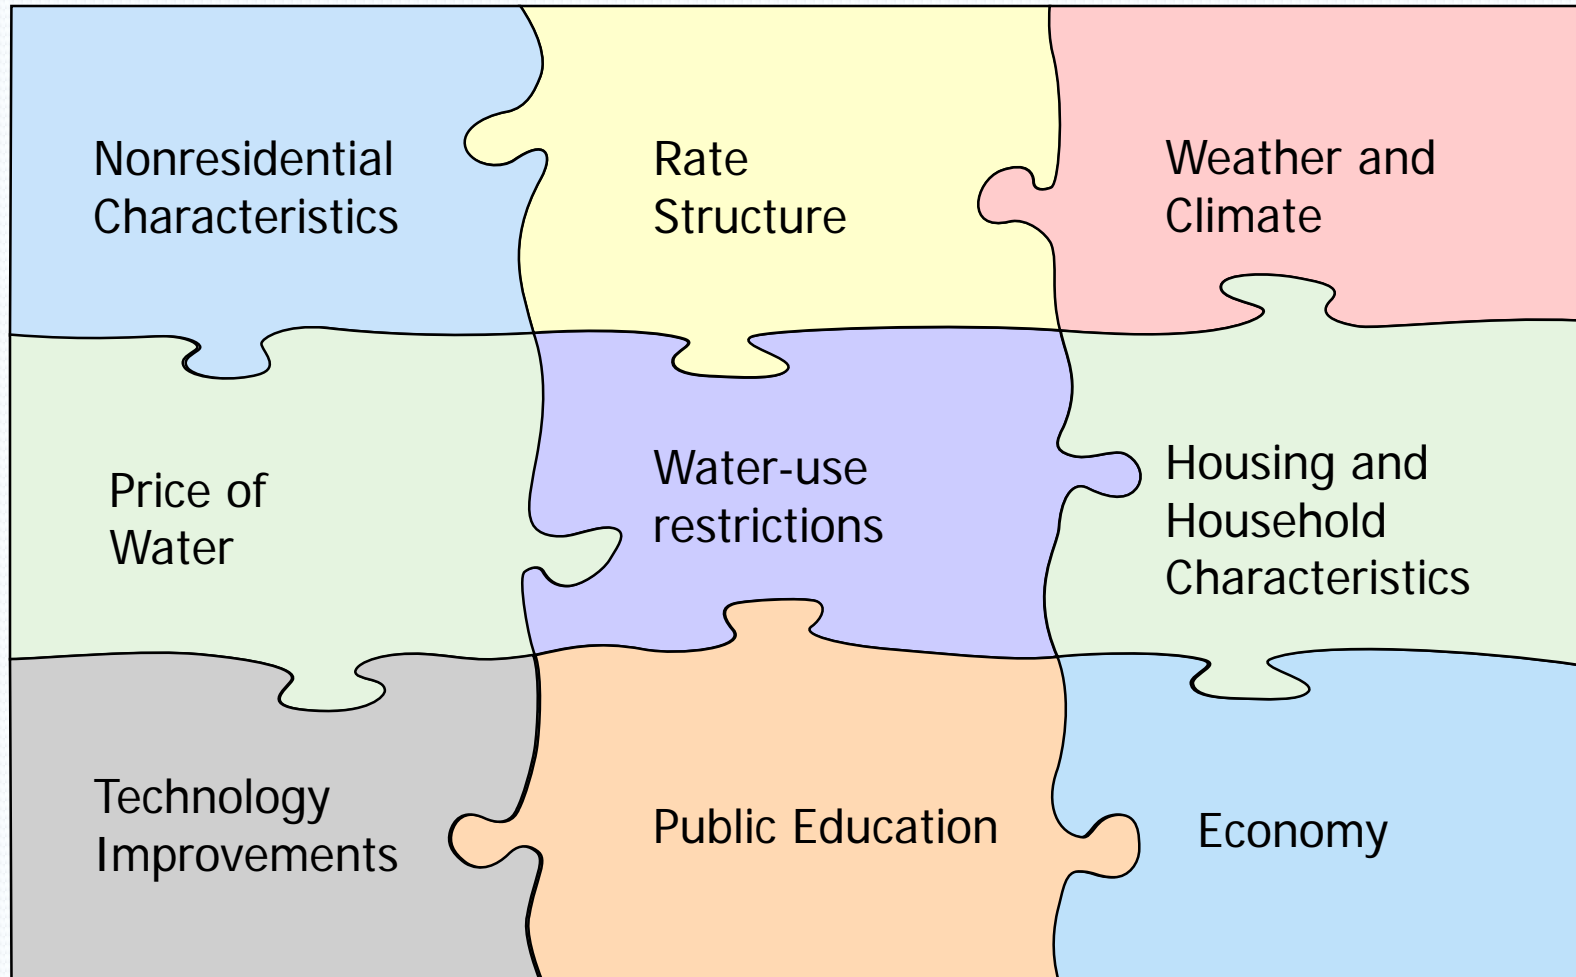 Nonresidential
Characteristics
Rate
Structure
Weather and
Climate
Price of
Water
Water-use
restrictions
Housing and
Household
Characteristics
Technology
Improvements
Public Education
Economy